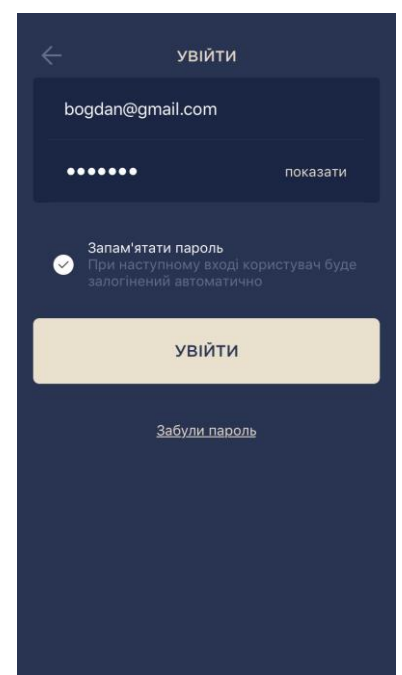 УВІЙТИ
bogdan@gmail.com
••••••• показати
Запам'ятати пароль
При наступному вході користувач буде
залогінений автоматично
УВІЙТИ
Забули пароль